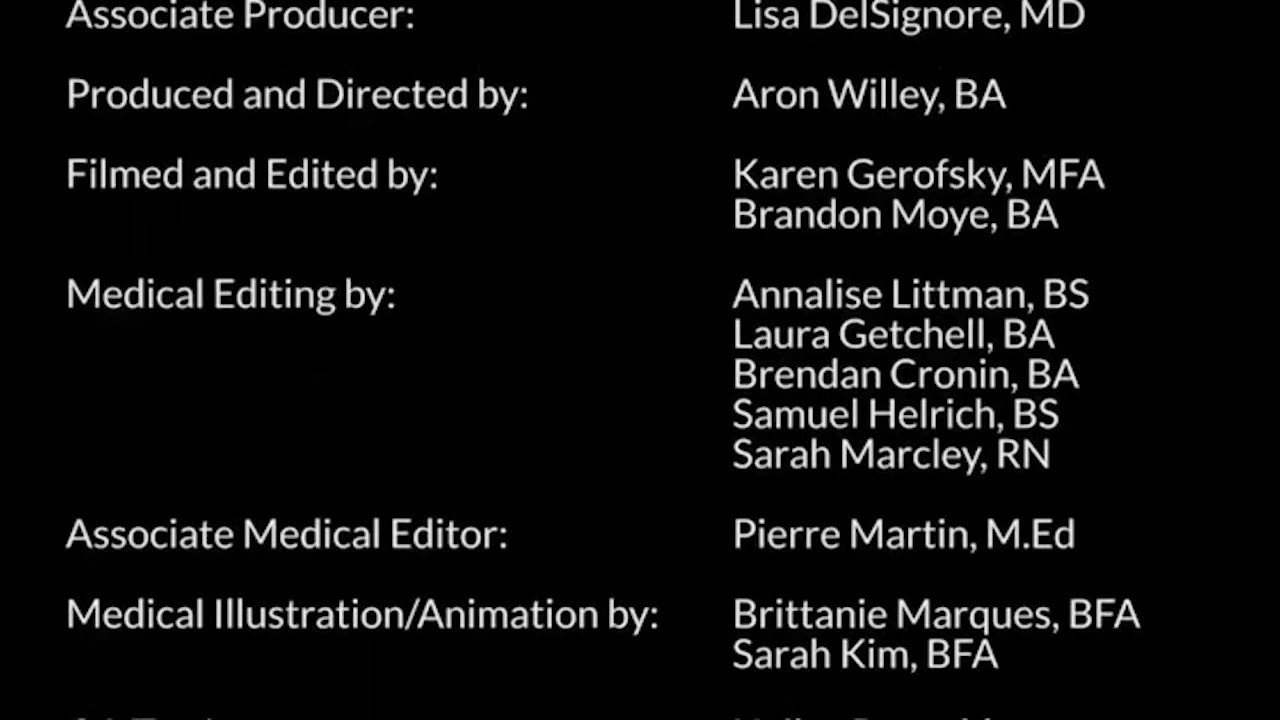 Associate Producer: Lisa DelSignore, MD
Produced and Directed by: Aron Willey, BA
Filmed and Edited by: Karen Gerofsky, MFA
Brandon Moye, BA
Medical Editing by: Annalise Littman, BS
Laura Getchell, BA
Brendan Cronin, BA
Samuel Helrich, BS
Sarah Marcley, RN
Associate Medical Editor: Pierre Martin, M.Ed
Medical Illustration/Animation by: Brittanie Marques, BFA
Sarah Kim, BFA